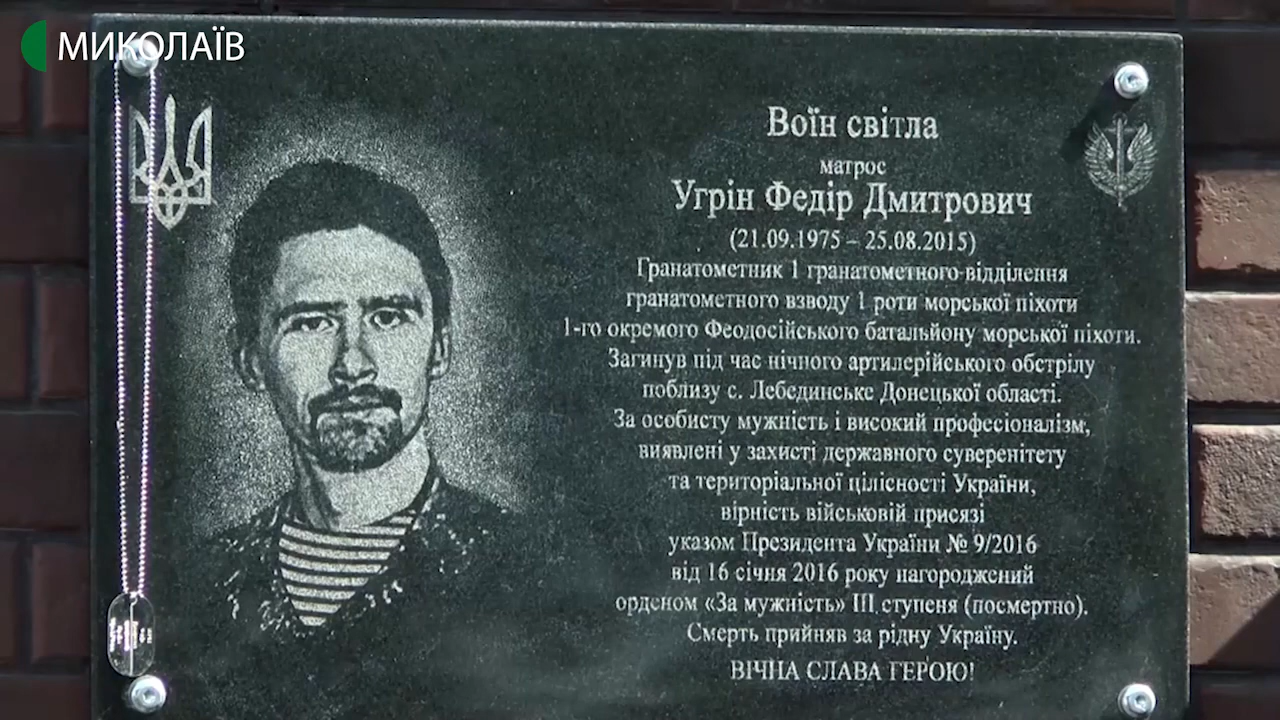 МИКОЛАЇВ
Воїн світла
матрос
Угрін Федір Дмитрович
(21.09.1975 – 25.08.2015)
Гранатометник 1 гранатометного відділення
гранатометного взводу 1 роти морської піхоти
1-го окремого Феодосійського батальйону морської піхоти.
Загинув під час нічного артилерійського обстрілу
поблизу с. Лебединське Донецької області.
За особисту мужність і високий професіоналізм,
виявлені у захисті державного суверенітету
та територіальної цілісності України,
вірність військовій присязі
указом Президента України № 9/2016
від 16 січня 2016 року нагороджений
орденом «За мужність» III ступеня (посмертно).
Смерть прийняв за рідну Україну.
ВІЧНА СЛАВА ГЕРОЮ!